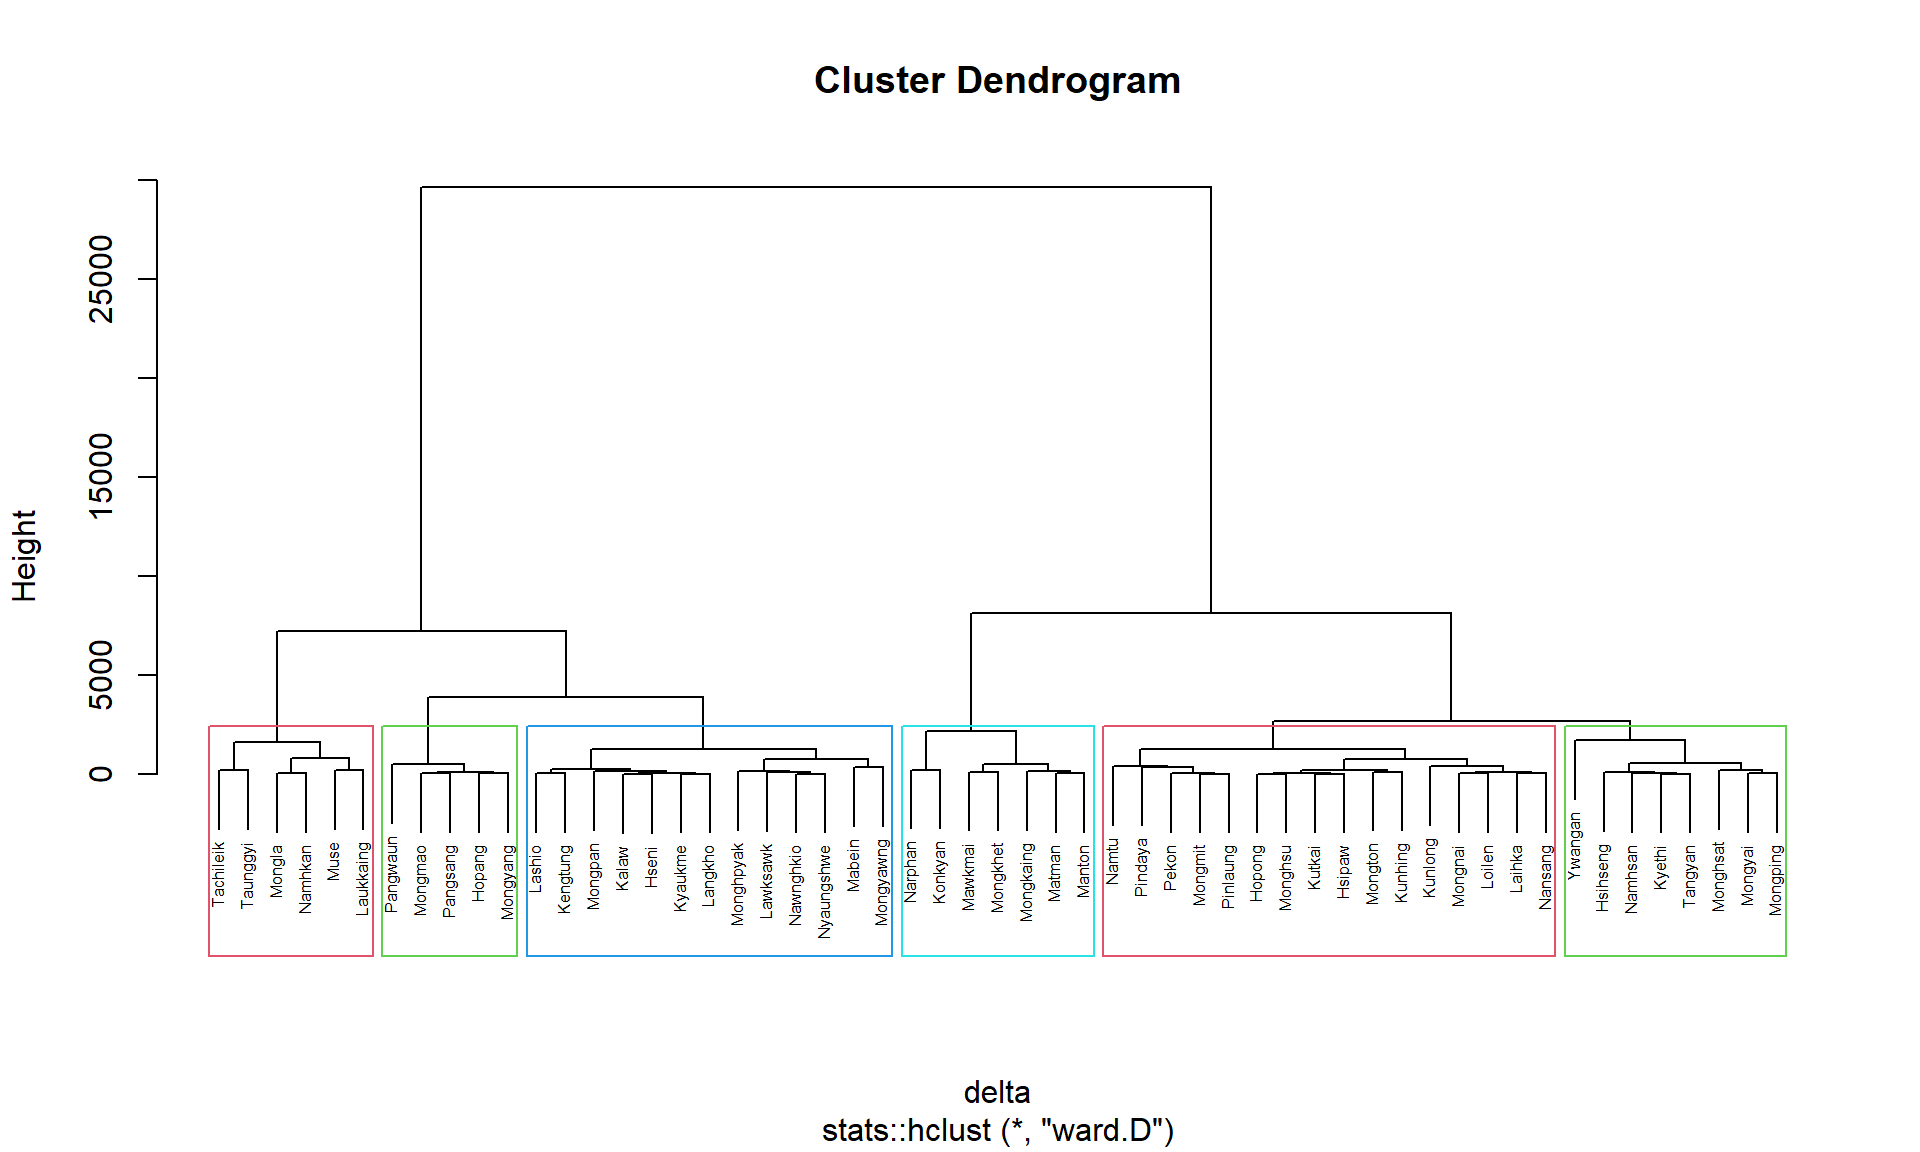 Cluster Dendrogram
Height
0
5000
15000
25000
Tachileik
Taunggyi
Mongla
Namhkan
Muse
Laukkaing
Pangwaun
Mongmao
Pangsang
Hopang
Mongyang
Lashio
Kengtung
Mongpan
Kalaw
Hseni
Kyaukme
Langkho
Monghpyak
Lawksawk
Nawnghkio
Nyaungshwe
Mabein
Mongyawng
Narphan
Konkyan
Mawkmai
Mongkhet
Mongkaing
Matman
Manton
Namtu
Pindaya
Pekon
Mongmit
Pinlaung
Hopong
Monghsu
Kutkai
Hsipaw
Mongton
Kunhing
Kunlong
Mongnai
Loilen
Laihka
Nansang
Ywangan
Hsihseng
Namhsan
Kyethi
Tangyan
Monghsat
Mongyai
Mongping
delta
stats::hclust (*, "ward.D")